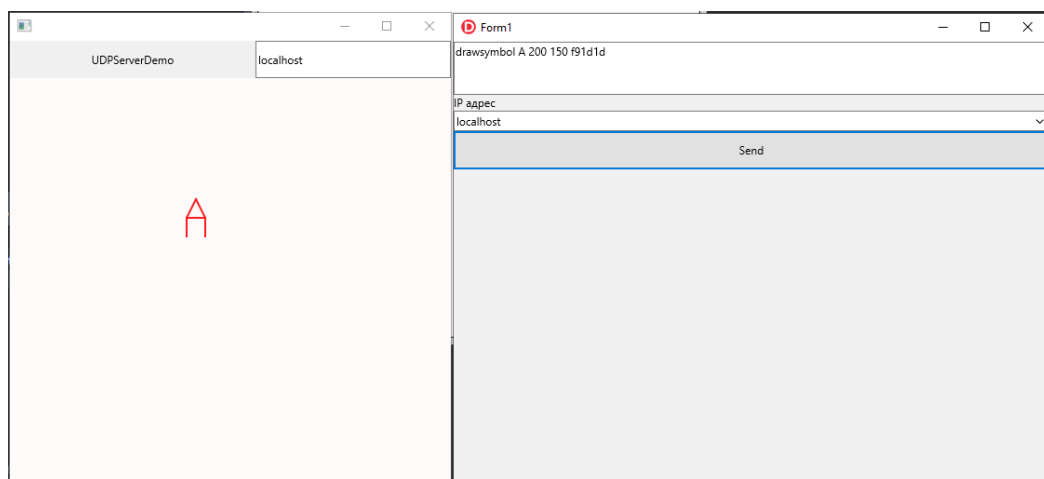 UDPServerDemo
localhost
A
Form1
drawsymbol A 200 150 f91d1d
IP адрес
localhost
Send